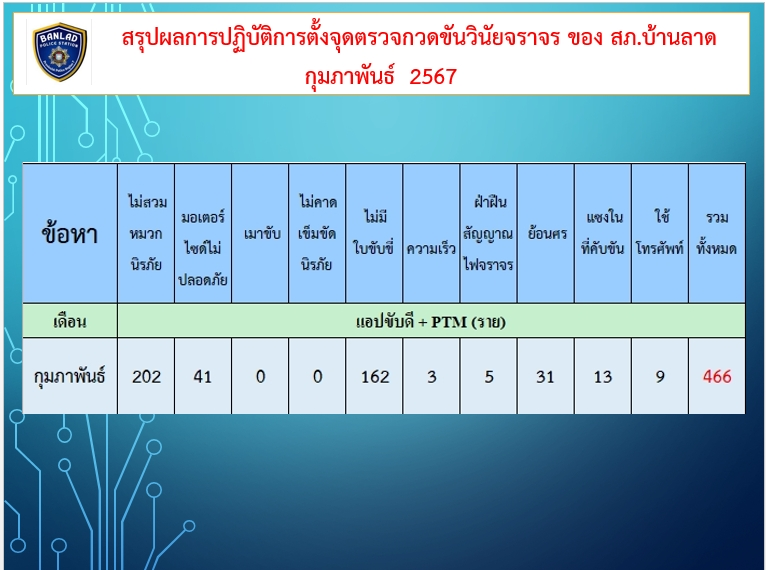 BANLAD
POLICE STATION
สรุปผลการปฏิบัติการตั้งจุดตรวจกวดขันวินัยจราจร ของ สภ.บ้านลาด
กุมภาพันธ์ 2567
ข้อหา
ไม่สวม
หมวก
นิรภัย
มอเตอร์
ไซด์ไม่
ปลอดภัย
เมาขับ
ไม่คาด
เข็มขัด
นิรภัย
ไม่มี
ใบขับขี่
ความเร็ว
ฝ่าฝืน
สัญญาณ
ไฟจราจร
ย้อนศร
แซงใน
ที่คับขัน
ใช้
โทรศัพท์
รวม
ทั้งหมด
เดือน
แอปขับดี + PTM (ราย)
กุมภาพันธ์ 202 41 0 0 162 3 5 31 13 9 466